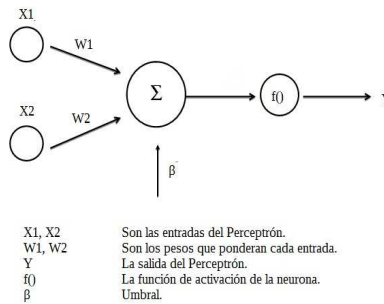 X1
W1
X2
W2
Σ
f()
Y
β
X1, X2 Son las entradas del Perceptrón.
W1, W2 Son los pesos que ponderan cada entrada.
Y La salida del Perceptrón.
f() La función de activación de la neurona.
β Umbral.